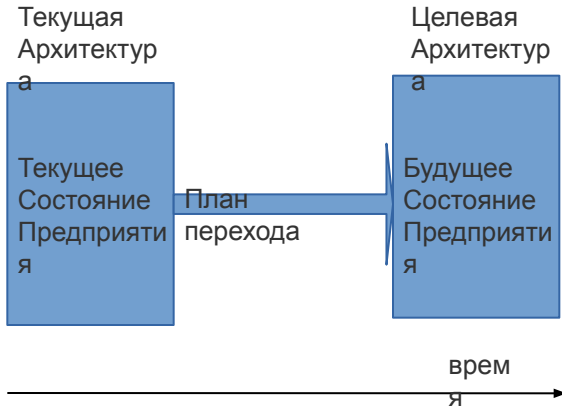 Текущая
Архитектур
а
Целевая
Архитектур
а
Текущее
Состояние
Предприяти
я
План
перехода
Будущее
Состояние
Предприяти
я
врем
я